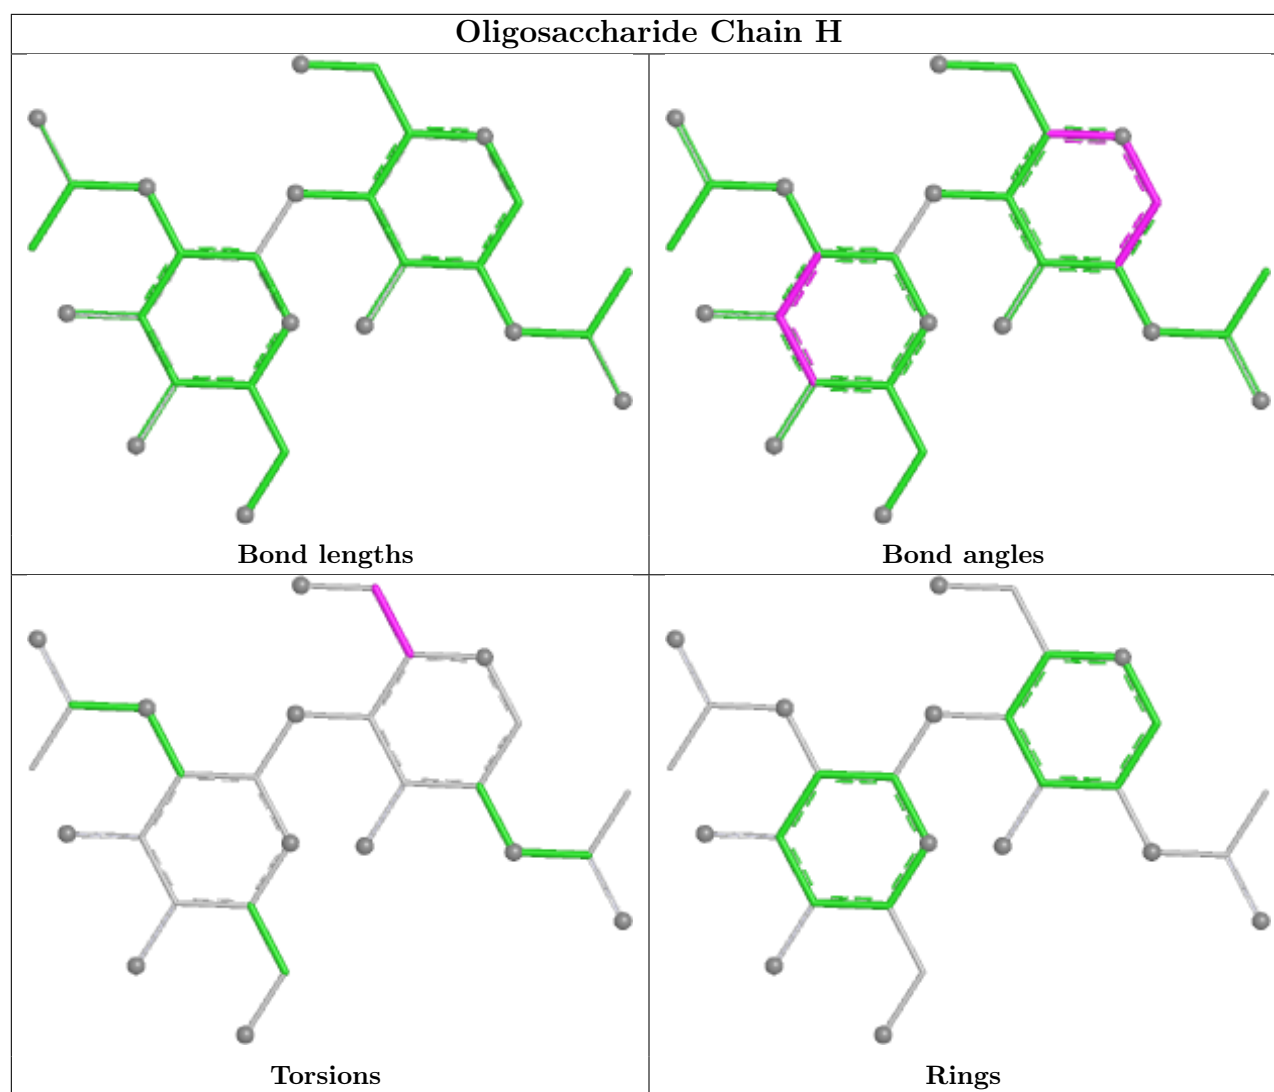 Oligosaccharide Chain H
Bond lengths
Bond angles
Torsions
Rings